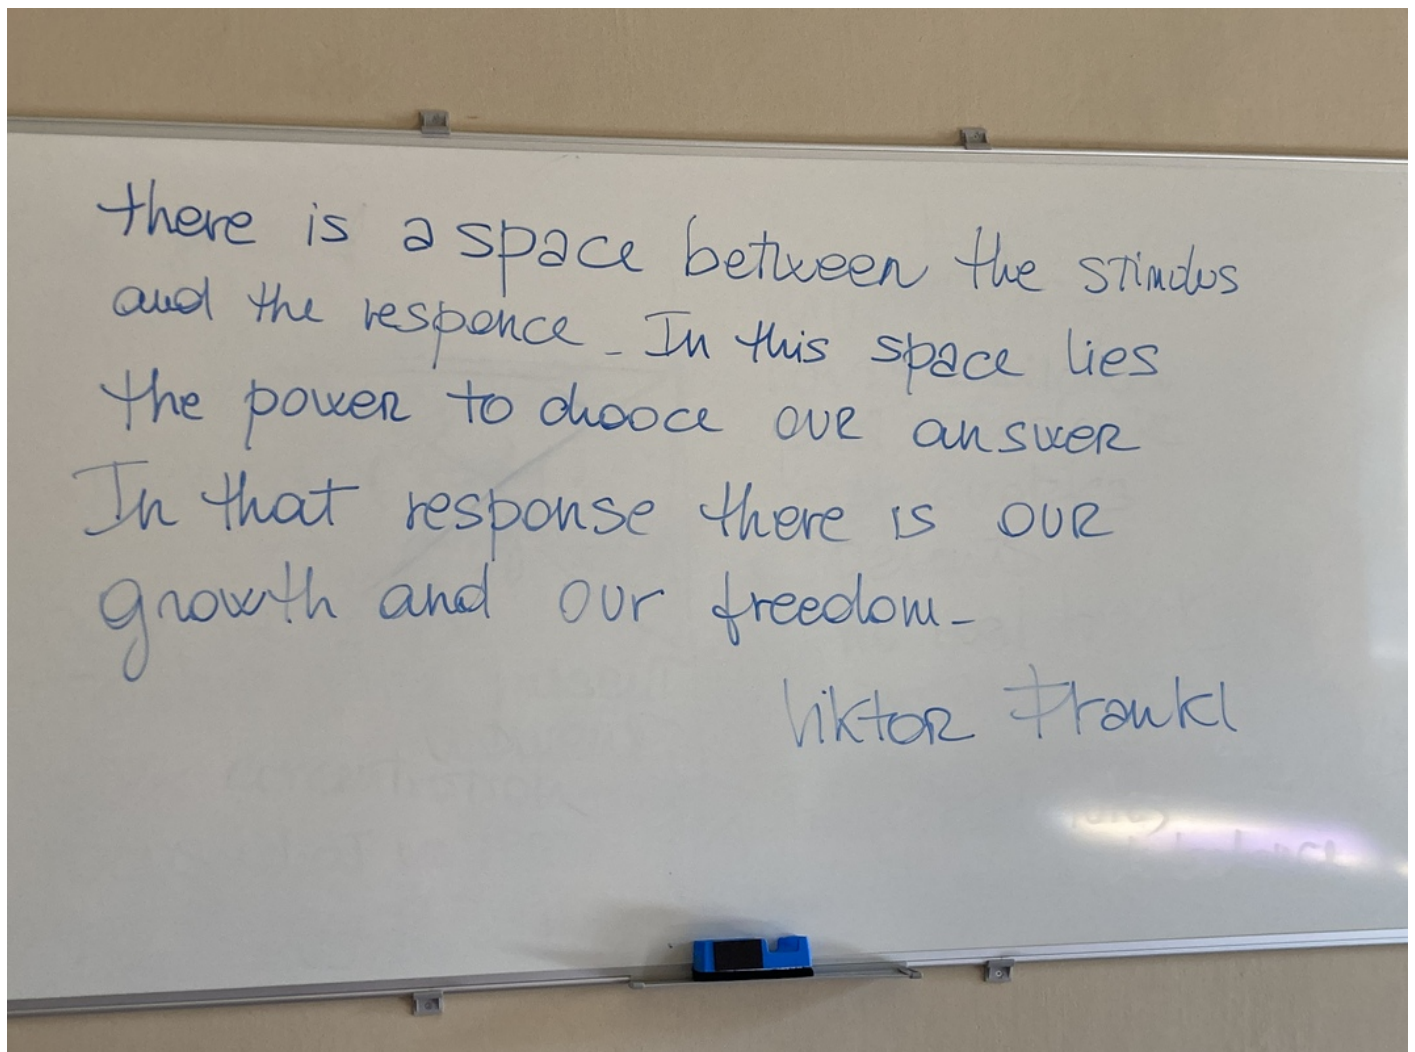 there is a space between the stimulus
and the responce. In this space lies
the power to chooce our answer
In that response there is our
growth and our freedom.
Viktor Frankl